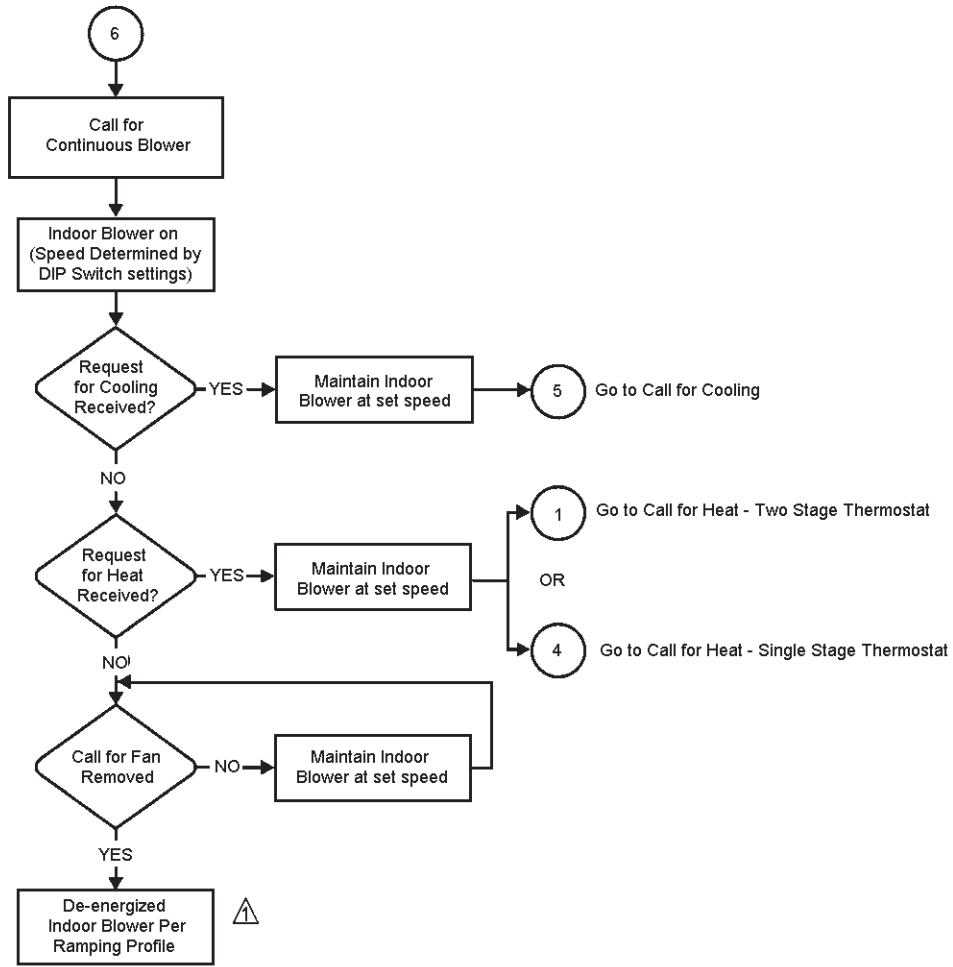 6
Call for
Continuous Blower
Indoor Blower on
(Speed Determined by
DIP Switch settings)
Request
for Cooling
Received?
YES
Maintain Indoor
Blower at set speed
5
Go to Call for Cooling
NO
Request
for Heat
Received?
YES
Maintain Indoor
Blower at set speed
1
Go to Call for Heat - Two Stage Thermostat
OR
4
Go to Call for Heat - Single Stage Thermostat
NO
Call for Fan
Removed
NO
Maintain Indoor
Blower at set speed
YES
De-energized
Indoor Blower Per
Ramping Profile
1